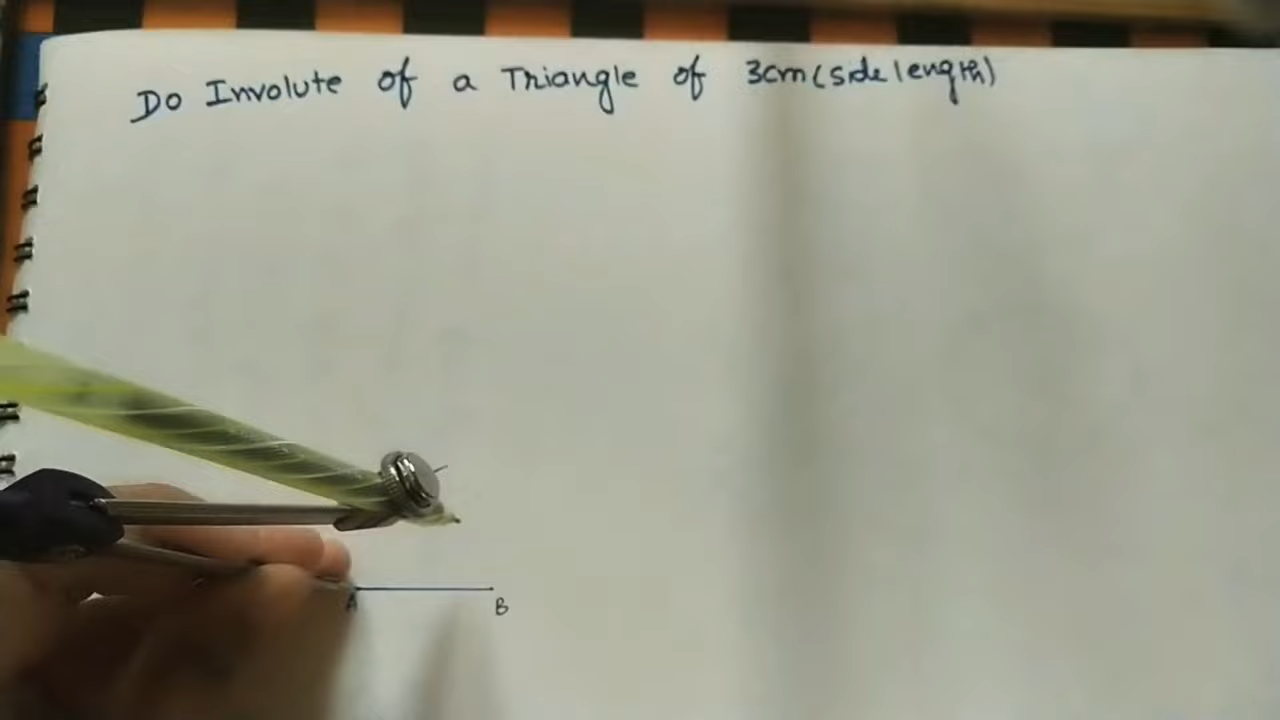 Do Involute of a Triangle of 3cm (side length)
A B